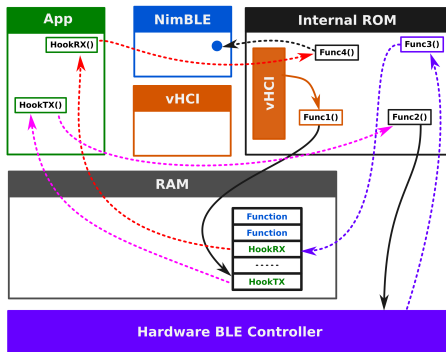 App
HookRX()
HookTX()
NimBLE
vHCI
Internal ROM
Func4()
Func3()
vHCI
Func1()
Func2()
RAM
Function
Function
HookRX
-----
HookTX
Hardware BLE Controller